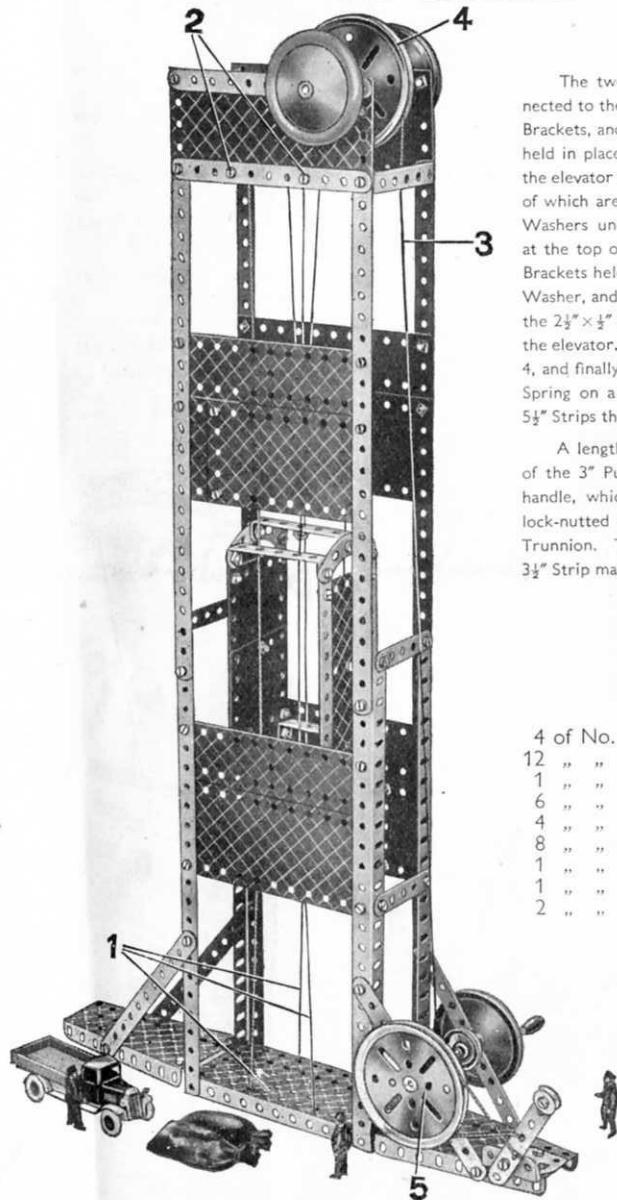 2
4
3
1
5
The tw
nected to the
Brackets, and
held in place
the elevator
of which are
Washers un
at the top o
Brackets held
Washer, and
the 2½″ × ½″
the elevator.
4, and finally
Spring on a
5½″ Strips th
A length
of the 3″ Pu
handle, whic
lock-nutted
Trunnion. T
3½″ Strip ma
4 of No.
12 „ „
1 „ „
6 „ „
4 „ „
8 „ „
1 „ „
1 „ „
2 „ „